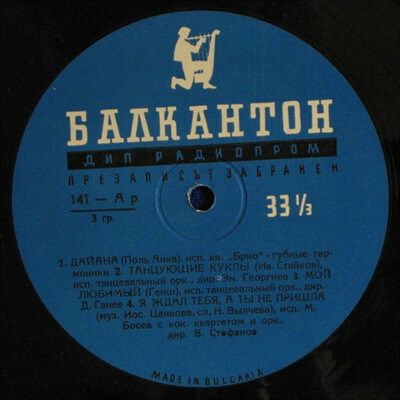 БАЛКАНТОН
ДИП РАДИОПРОМ
ПРЕЗАПИСЪТ ЗАБРАНЕН
141 – А р
3 гр.
33 1/3
1. ДАЙАНА (Поль Анка), исп. кв. „Брио" - губные гар-
моники 2. ТАНЦУЮЩИЕ КУКЛЫ (Ив. Стайков),
исп. танцевальный орк., дир. Эм. Георгиев 3. МОЙ
ЛЮБИМЫЙ (Генш), исп. танцевальный орк., дир.
Д. Ганев 4. Я ЖДАЛ ТЕБЯ, А ТЫ НЕ ПРИШЛА
(муз. Иос. Цанкова, сл. Н. Вылчева), исп. М.
Босев с вок. квартетом и орк.,
дир. В. Стефанов
MADE IN BULGARIA